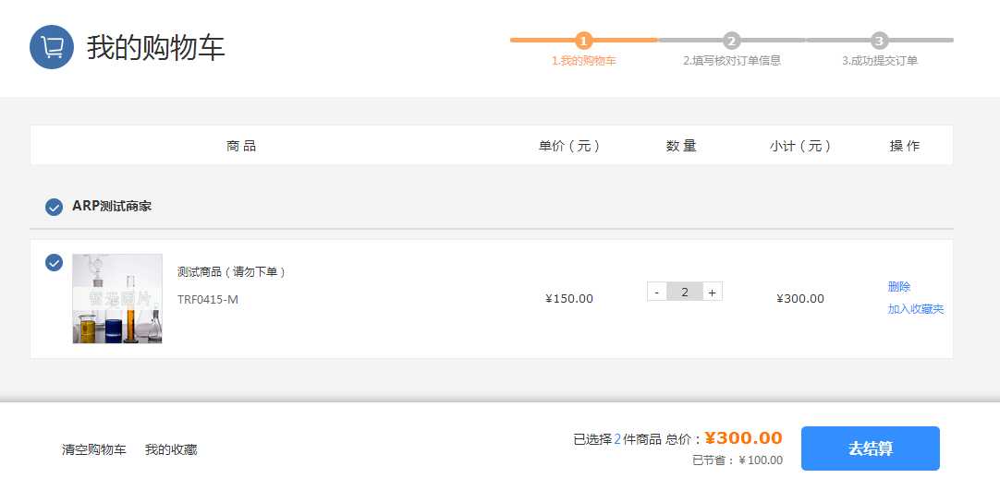 我的购物车
1 2 3
1.我的购物车 2.填写核对订单信息 3.成功提交订单
商 品 单价（元） 数 量 小计（元） 操 作
ARP测试商家
测试商品（请勿下单）
TRF0415-M
暂无图片
¥150.00 - 2 + ¥300.00
删除
加入收藏夹
清空购物车 我的收藏
已选择2件商品 总价：¥300.00
已节省：¥100.00
去结算